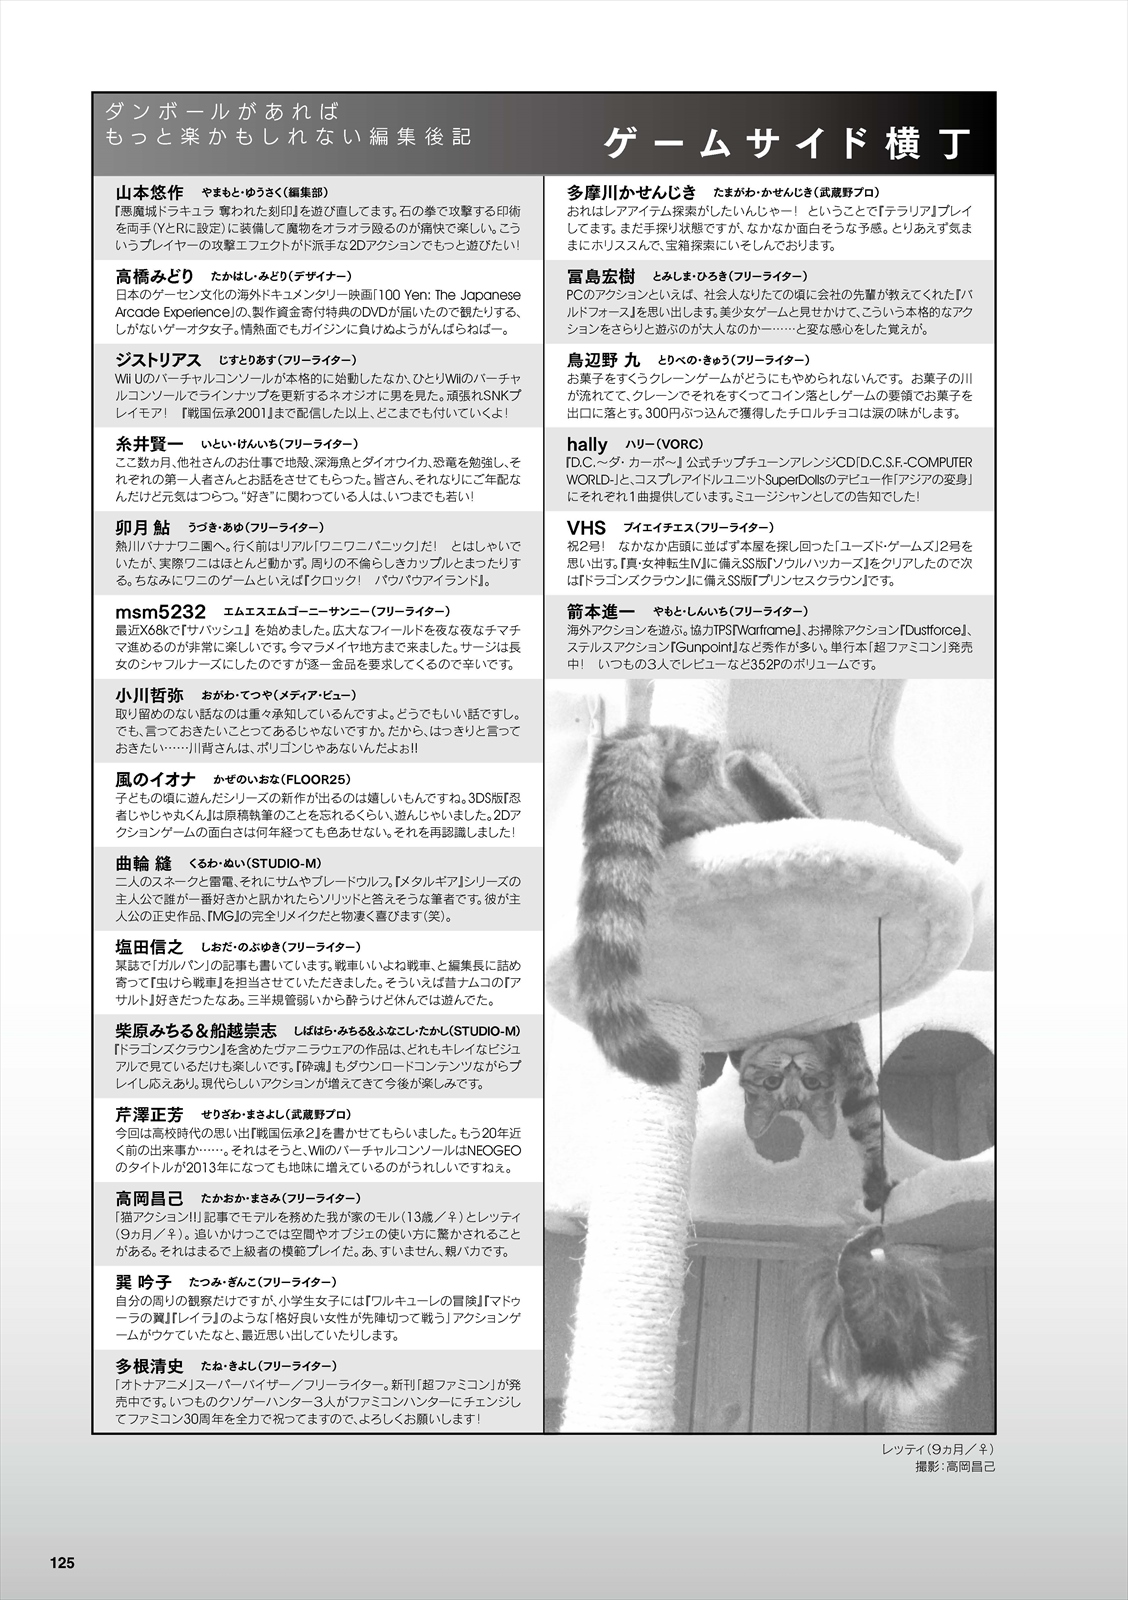 ダンボールがあれば
もっと楽かもしれない編集後記
ゲームサイド横丁
山本悠作 やまもと・ゆうさく（編集部）
『悪魔城ドラキュラ 奪われた刻印』を遊び直してます。石の拳で攻撃する印術
を両手（YとRに設定）に装備して魔物をオラオラ殴るのが痛快で楽しい。こう
いうプレイヤーの攻撃エフェクトがド派手な2Dアクションでもっと遊びたい！
高橋みどり たかはし・みどり（デザイナー）
日本のゲーセン文化の海外ドキュメンタリー映画「100 Yen: The Japanese
Arcade Experience」の、製作資金寄付特典のDVDが届いたので観たりする、
しがないゲーオタ女子。情熱面でもガイジンに負けぬようがんばらねばー。
ジストリアス じすとりあす（フリーライター）
Wii Uのバーチャルコンソールが本格的に始動したなか、ひとりWiiのバーチャ
ルコンソールでラインナップを更新するネオジオに男を見た。頑張れSNKプ
レイモア！ 『戦国伝承2001』まで配信した以上、どこまでも付いていくよ！
糸井賢一 いとい・けんいち（フリーライター）
ここ数ヵ月、他社さんのお仕事で地殻、深海魚とダイオウイカ、恐竜を勉強し、そ
れぞれの第一人者さんとお話をさせてもらった。皆さん、それなりにご年配な
んだけど元気はつらつ。“好き”に関わっている人は、いつまでも若い！
卯月 鮎 うづき・あゆ（フリーライター）
熱川バナナワニ園へ。行く前はリアル「ワニワニパニック」だ！ とはしゃいで
いたが、実際ワニはほとんど動かず。周りの不倫らしきカップルとまったりす
る。ちなみにワニのゲームといえば『クロック！ パウパウアイランド』。
msm5232 エムエスエムゴーニーサンニー（フリーライター）
最近X68kで『サバッシュ』を始めました。広大なフィールドを夜な夜なチマチ
マ進めるのが非常に楽しいです。今マラメイヤ地方まで来ました。サージは長
女のシャフルナーズにしたのですが逐一金品を要求してくるので辛いです。
小川哲弥 おがわ・てつや（メディア・ビュー）
取り留めのない話なのは重々承知しているんですよ。どうでもいい話ですし。
でも、言っておきたいことってあるじゃないですか。だから、はっきりと言って
おきたい……川背さんは、ポリゴンじゃあないんだよぉ!!
風のイオナ かぜのいおな（FLOOR25）
子どもの頃に遊んだシリーズの新作が出るのは嬉しいもんですね。3DS版『忍
者じゃじゃ丸くん』は原稿執筆のことを忘れるくらい、遊んじゃいました。2Dア
クションゲームの面白さは何年経っても色あせない。それを再認識しました！
曲輪 縫 くるわ・ぬい（STUDIO-M）
二人のスネークと雷電、それにサムやブレードウルフ。『メタルギア』シリーズの
主人公で誰が一番好きかと訊かれたらソリッドと答えそうな筆者です。彼が主
人公の正史作品、『MG』の完全リメイクだと物凄く喜びます（笑）。
塩田信之 しおだ・のぶゆき（フリーライター）
某誌で「ガルパン」の記事も書いています。戦車いいよね戦車、と編集長に詰め
寄って『虫けら戦車』を担当させていただきました。そういえば昔ナムコの『ア
サルト』好きだったなあ。三半規管弱いから酔うけど休んでは遊んでた。
柴原みちる＆船越崇志 しばはら・みちる&ふなこし・たかし（STUDIO-M）
『ドラゴンズクラウン』を含めたヴァニラウェアの作品は、どれもキレイなビジュ
アルで見ているだけも楽しいです。『砕魂』もダウンロードコンテンツながらプ
レイし応えあり。現代らしいアクションが増えてきて今後が楽しみです。
芹澤正芳 せりざわ・まさよし（武蔵野プロ）
今回は高校時代の思い出『戦国伝承2』を書かせてもらいました。もう20年近
く前の出来事か……。それはそうと、WiiのバーチャルコンソールはNEOGEO
のタイトルが2013年になっても地味に増えているのがうれしいですねぇ。
高岡昌己 たかおか・まさみ（フリーライター）
「猫アクション!!」記事でモデルを務めた我が家のモル（13歳／♀）とレッティ
（9ヵ月／♀）。追いかけっこでは空間やオブジェの使い方に驚かされること
がある。それはまるで上級者の模範プレイだ。あ、すいません、親バカです。
巽 吟子 たつみ・ぎんこ（フリーライター）
自分の周りの観察だけですが、小学生女子には『ワルキューレの冒険』『マドゥ
ーラの翼』『レイラ』のような「格好良い女性が先陣切って戦う」アクションゲ
ームがウケていたなと、最近思い出していたりします。
多根清史 たね・きよし（フリーライター）
「オトナアニメ」スーパーバイザー／フリーライター。新刊「超ファミコン」が発
売中です。いつものクソゲーハンター3人がファミコンハンターにチェンジし
てファミコン30周年を全力で祝ってますので、よろしくお願いします！
多摩川かせんじき たまがわ・かせんじき（武蔵野プロ）
おれはレアアイテム探索がしたいんじゃー！ ということで『テラリア』プレイ
してます。まだ手探り状態ですが、なかなか面白そうな予感。とりあえず気ま
まにホリススんで、宝箱探索にいそしんでおります。
冨島宏樹 とみしま・ひろき（フリーライター）
PCのアクションといえば、社会人なりたての頃に会社の先輩が教えてくれた『バ
ルドフォース』を思い出します。美少女ゲームと見せかけて、こういう本格的なアク
ションをさらりと遊ぶのが大人なのかー……と変な感心をした覚えが。
鳥辺野 九 とりべの・きゅう（フリーライター）
お菓子をすくうクレーンゲームがどうにもやめられないんです。お菓子の川
が流れてて、クレーンでそれをすくってコイン落としゲームの要領でお菓子を
出口に落とす。300円ぶっ込んで獲得したチロルチョコは涙の味がします。
hally ハリー（VORC）
『D.C.～ダ・カーポ～』公式チップチューンアレンジCD「D.C.S.F.-COMPUTER
WORLD-」と、コスプレアイドルユニットSuperDollsのデビュー作「アジアの変身」
にそれぞれ1曲提供しています。ミュージシャンとしての告知でした！
VHS ブイエイチエス（フリーライター）
祝2号！ なかなか店頭に並ばず本屋を探し回った「ユーズド・ゲームズ」2号を
思い出す。『真・女神転生Ⅳ』に備えSS版『ソウルハッカーズ』をクリアしたので次
は『ドラゴンズクラウン』に備えSS版『プリンセスクラウン』です。
箭本進一 やもと・しんいち（フリーライター）
海外アクションを遊ぶ。協力TPS『Warframe』、お掃除アクション『Dustforce』、
ステルスアクション『Gunpoint』など秀作が多い。単行本「超ファミコン」発売
中！ いつもの3人でレビューなど352Pのボリュームです。
レッティ（9ヵ月／♀）
撮影：高岡昌己
125